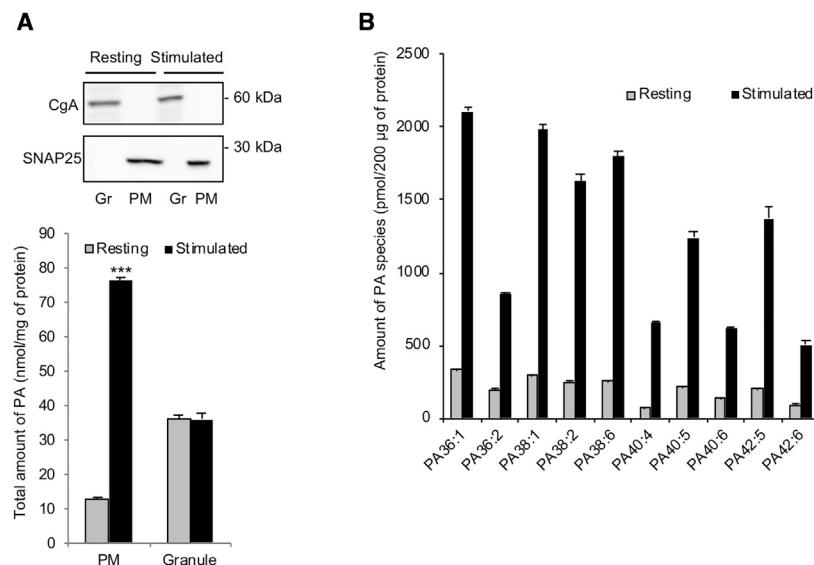 A
Resting Stimulated
CgA
- 60 kDa
SNAP25
- 30 kDa
Gr PM Gr PM
Total amount of PA (nmol/mg of protein)
90
80
70
60
50
40
30
20
10
0
Resting Stimulated
***
PM Granule
B
Amount of PA species (pmol/200 µg of protein)
2500
2000
1500
1000
500
0
Resting Stimulated
PA36:1 PA36:2 PA38:1 PA38:2 PA38:6 PA40:4 PA40:5 PA40:6 PA42:5 PA42:6